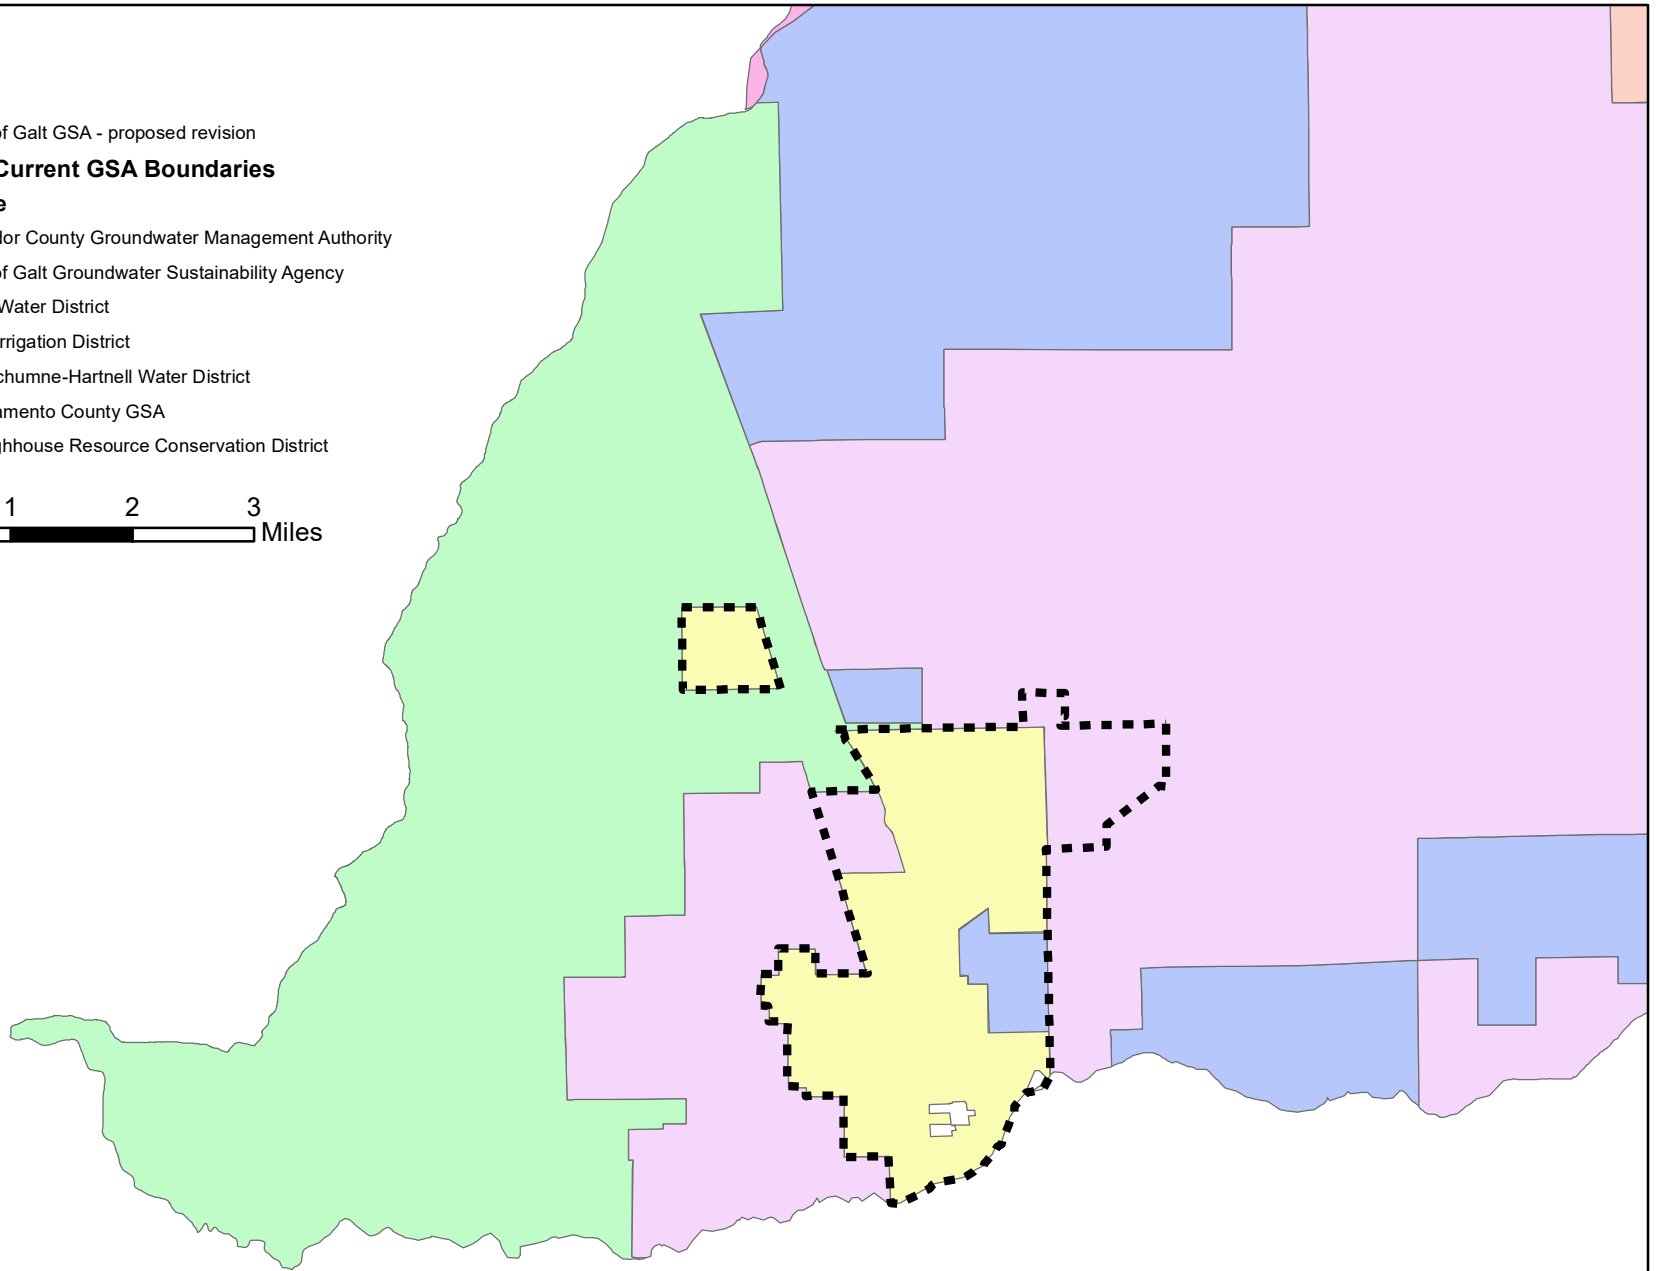 of Galt GSA - proposed revision
Current GSA Boundaries
e
dor County Groundwater Management Authority
of Galt Groundwater Sustainability Agency
Water District
rrigation District
chumne-Hartnell Water District
amento County GSA
ghhouse Resource Conservation District
1 2 3
Miles